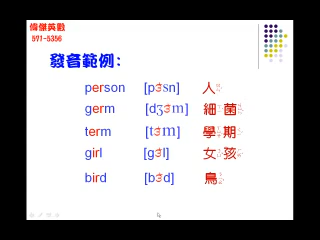 偉傑英數
577-5356
發音範例：
person [pɝsn] 人
germ [dʒɝm] 細菌
term [tɝm] 學期
girl [gɝl] 女孩
bird [bɝd] 鳥